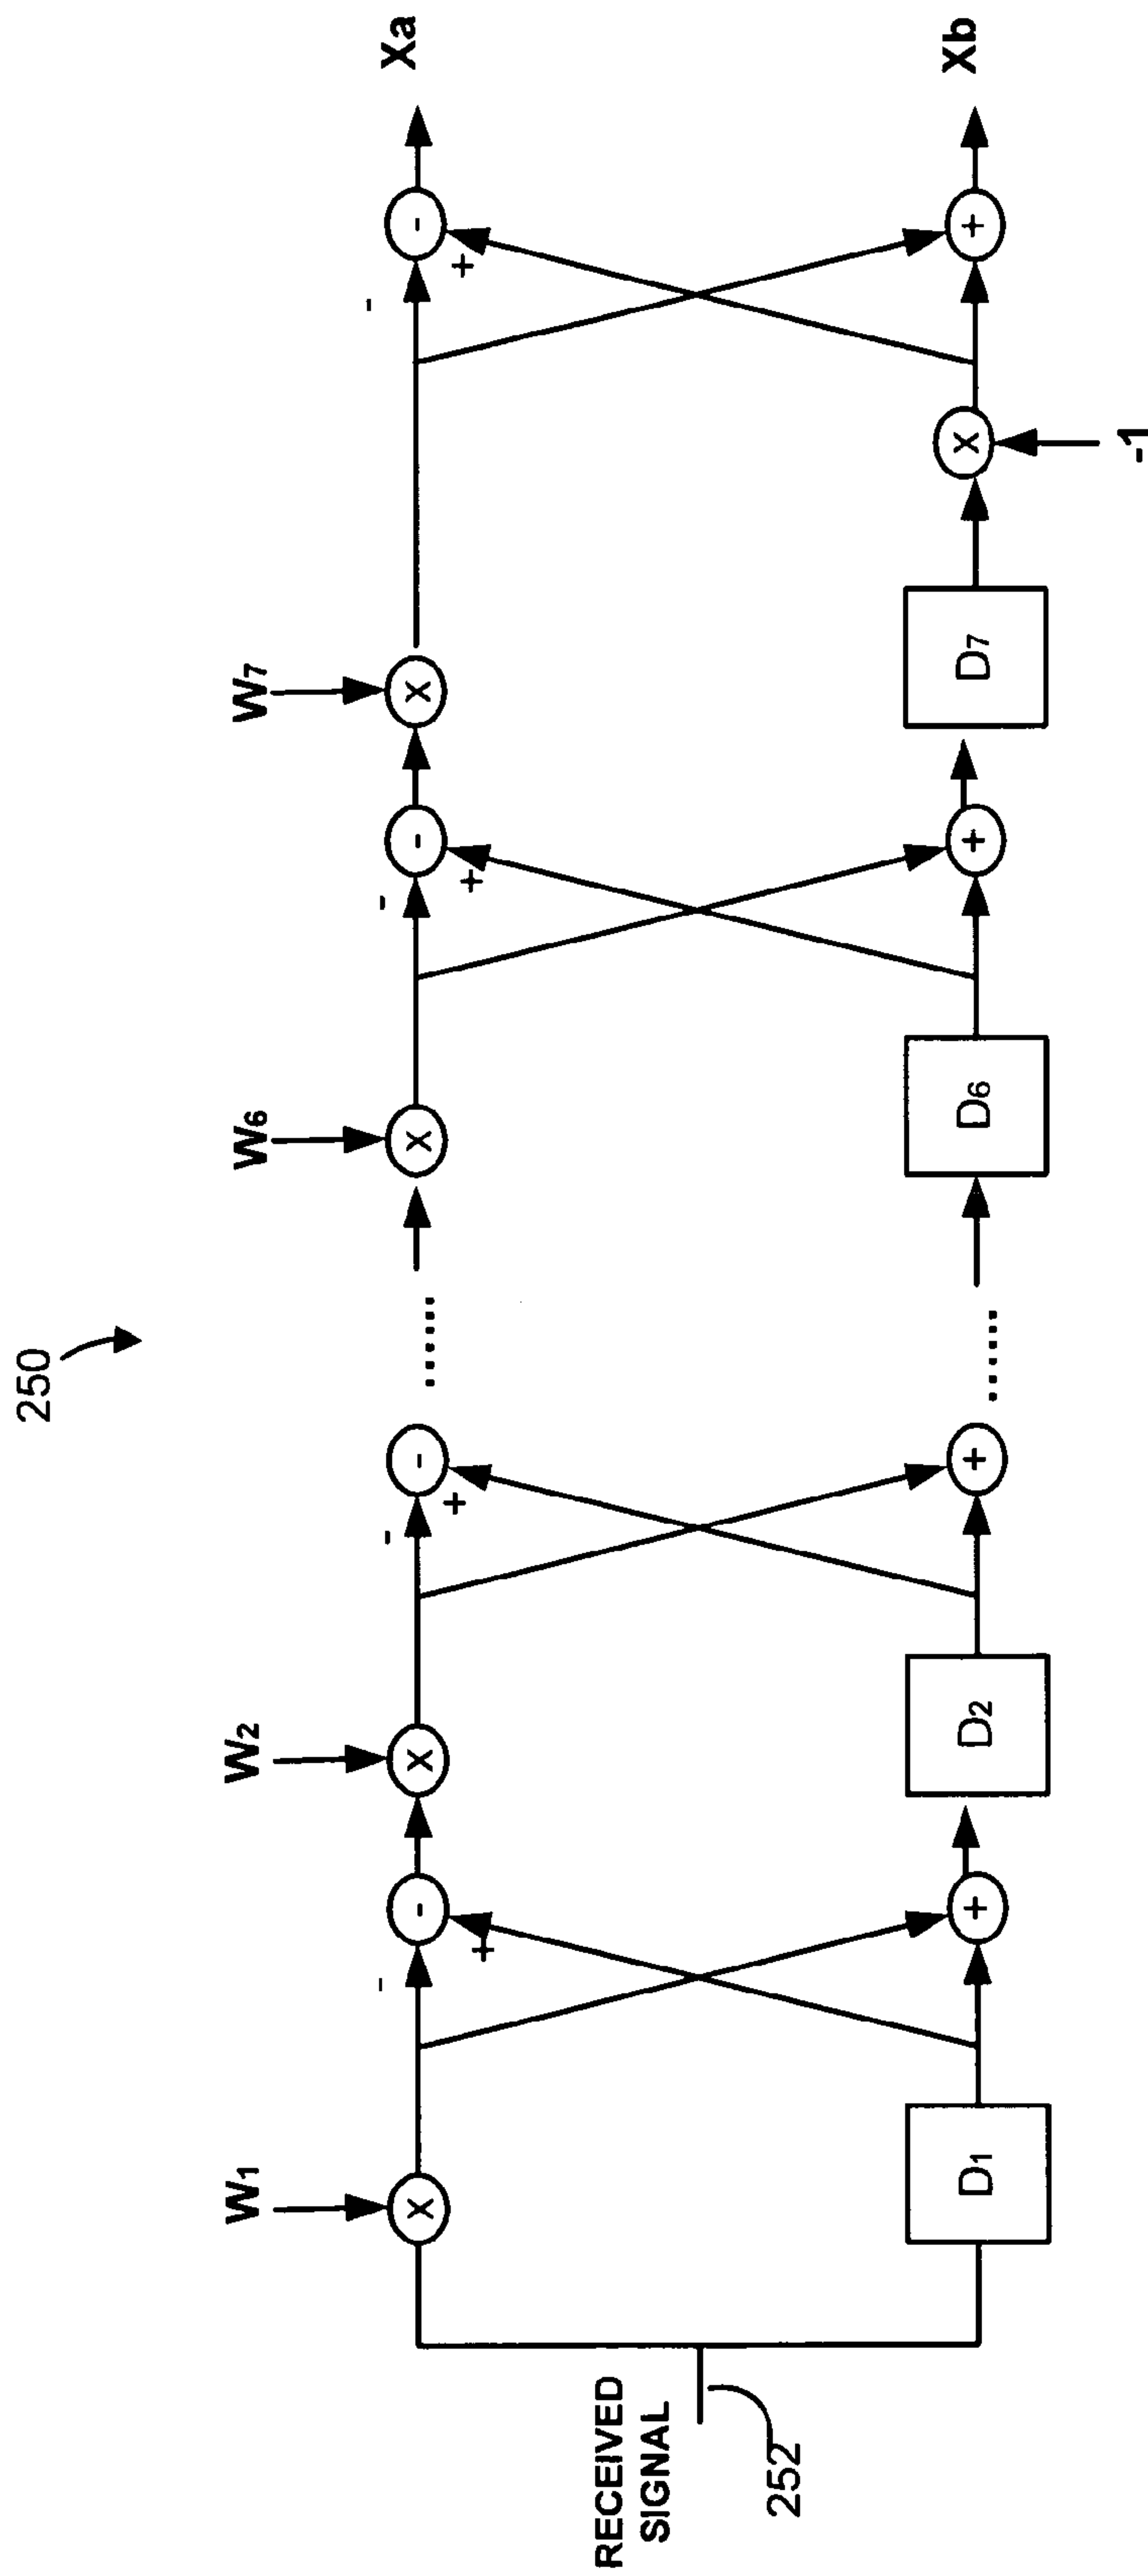 250
RECEIVED
SIGNAL
252
W1
W2
W6
W7
x
x
x
x
- - - -
- - - -
+ + + +
......
Xa
D1
D2
D6
D7
+ + + +
......
x
-1
Xb